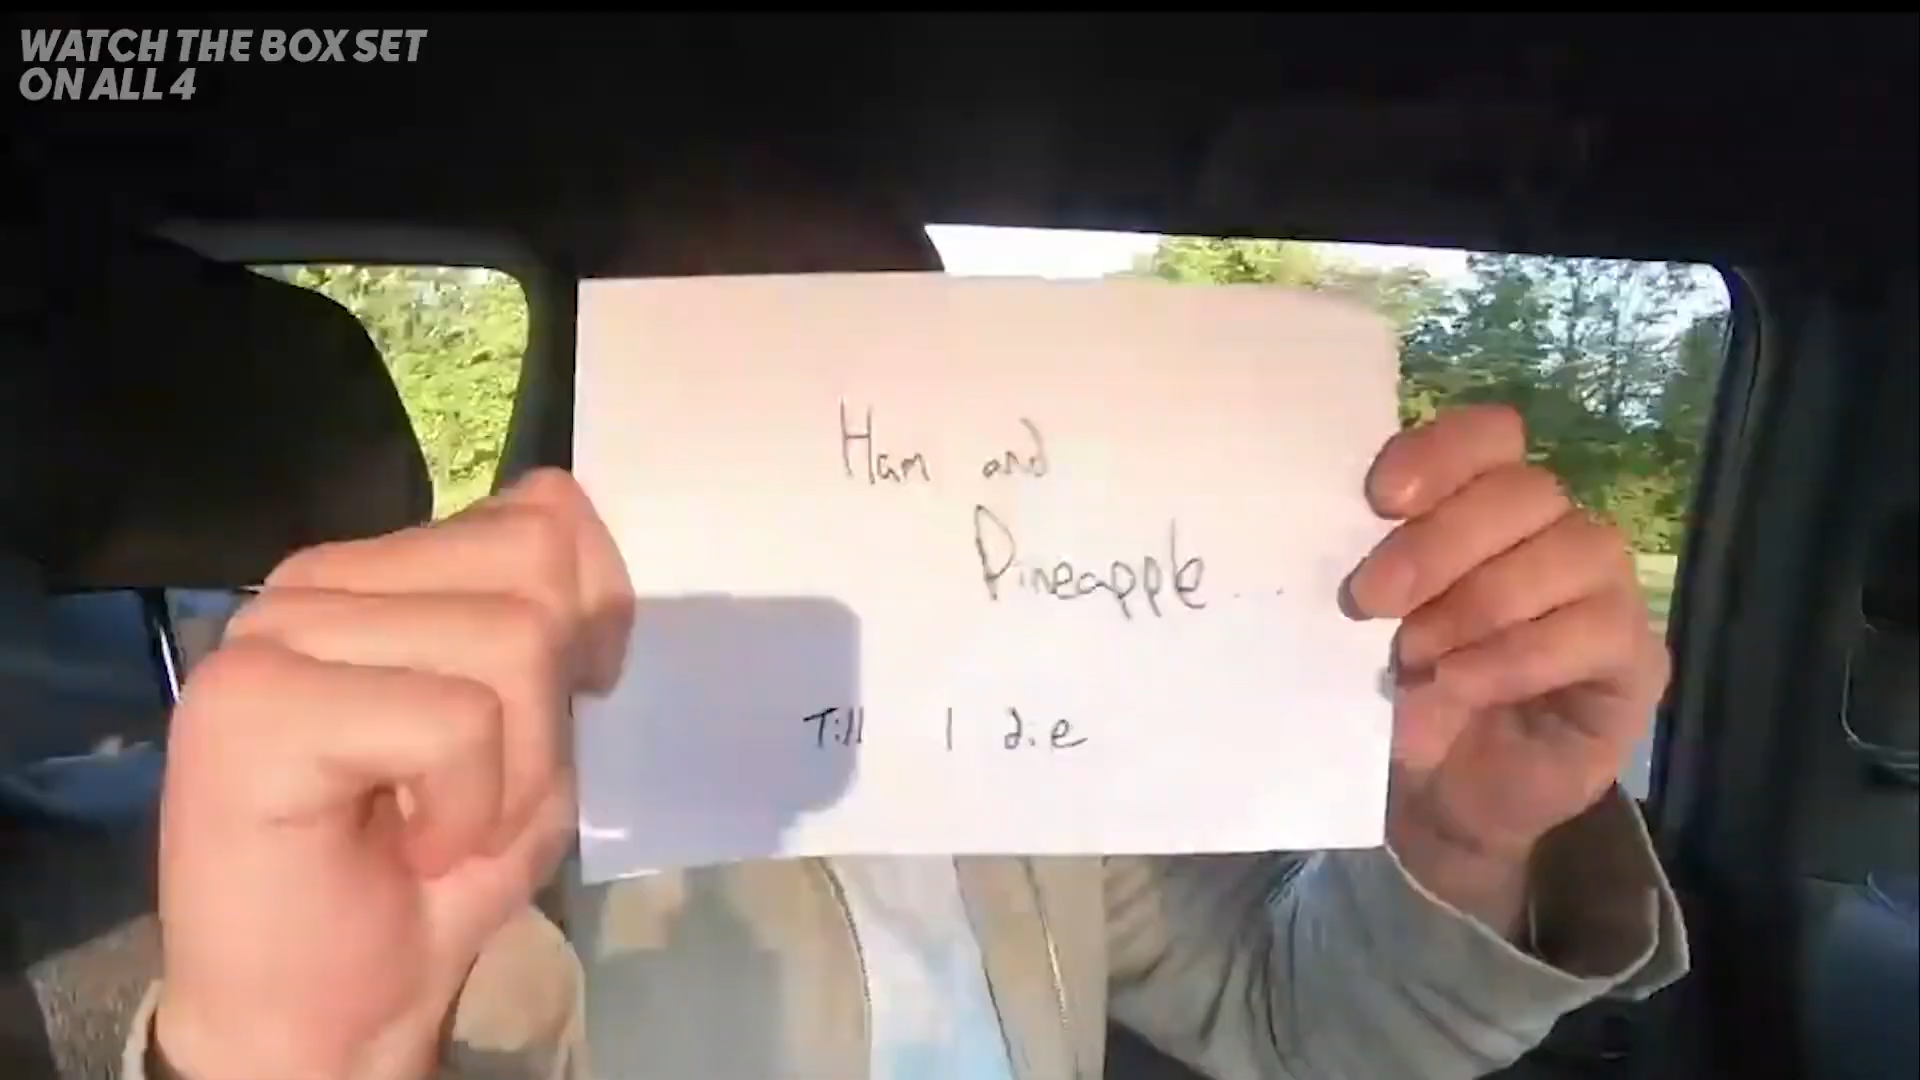 WATCH THE BOX SET
ON ALL 4
Ham and
Pineapple...
Till I die